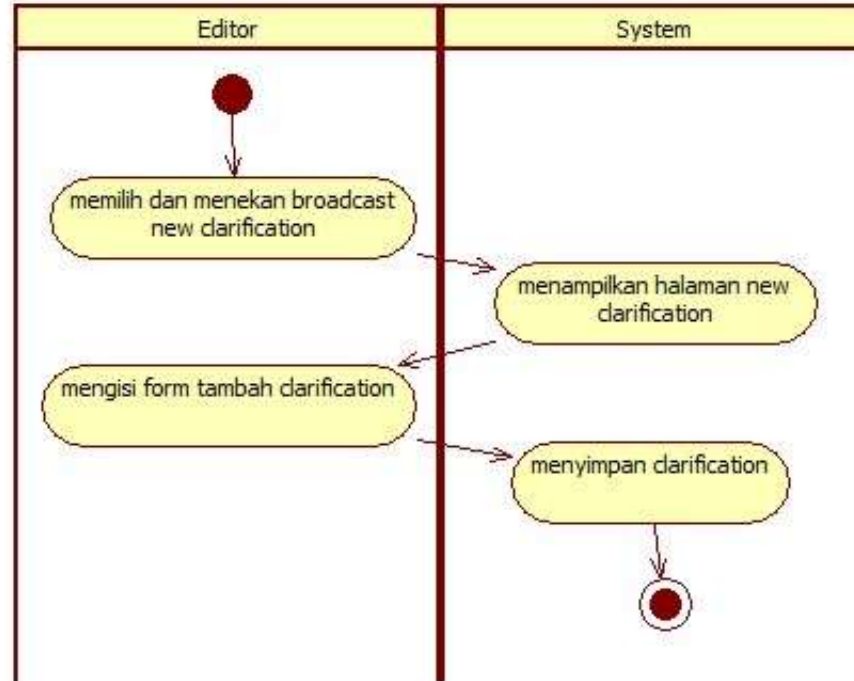 Editor
System
memilih dan menekan broadcast
new clarification
menampilkan halaman new
clarification
mengisi form tambah clarification
menyimpan clarification